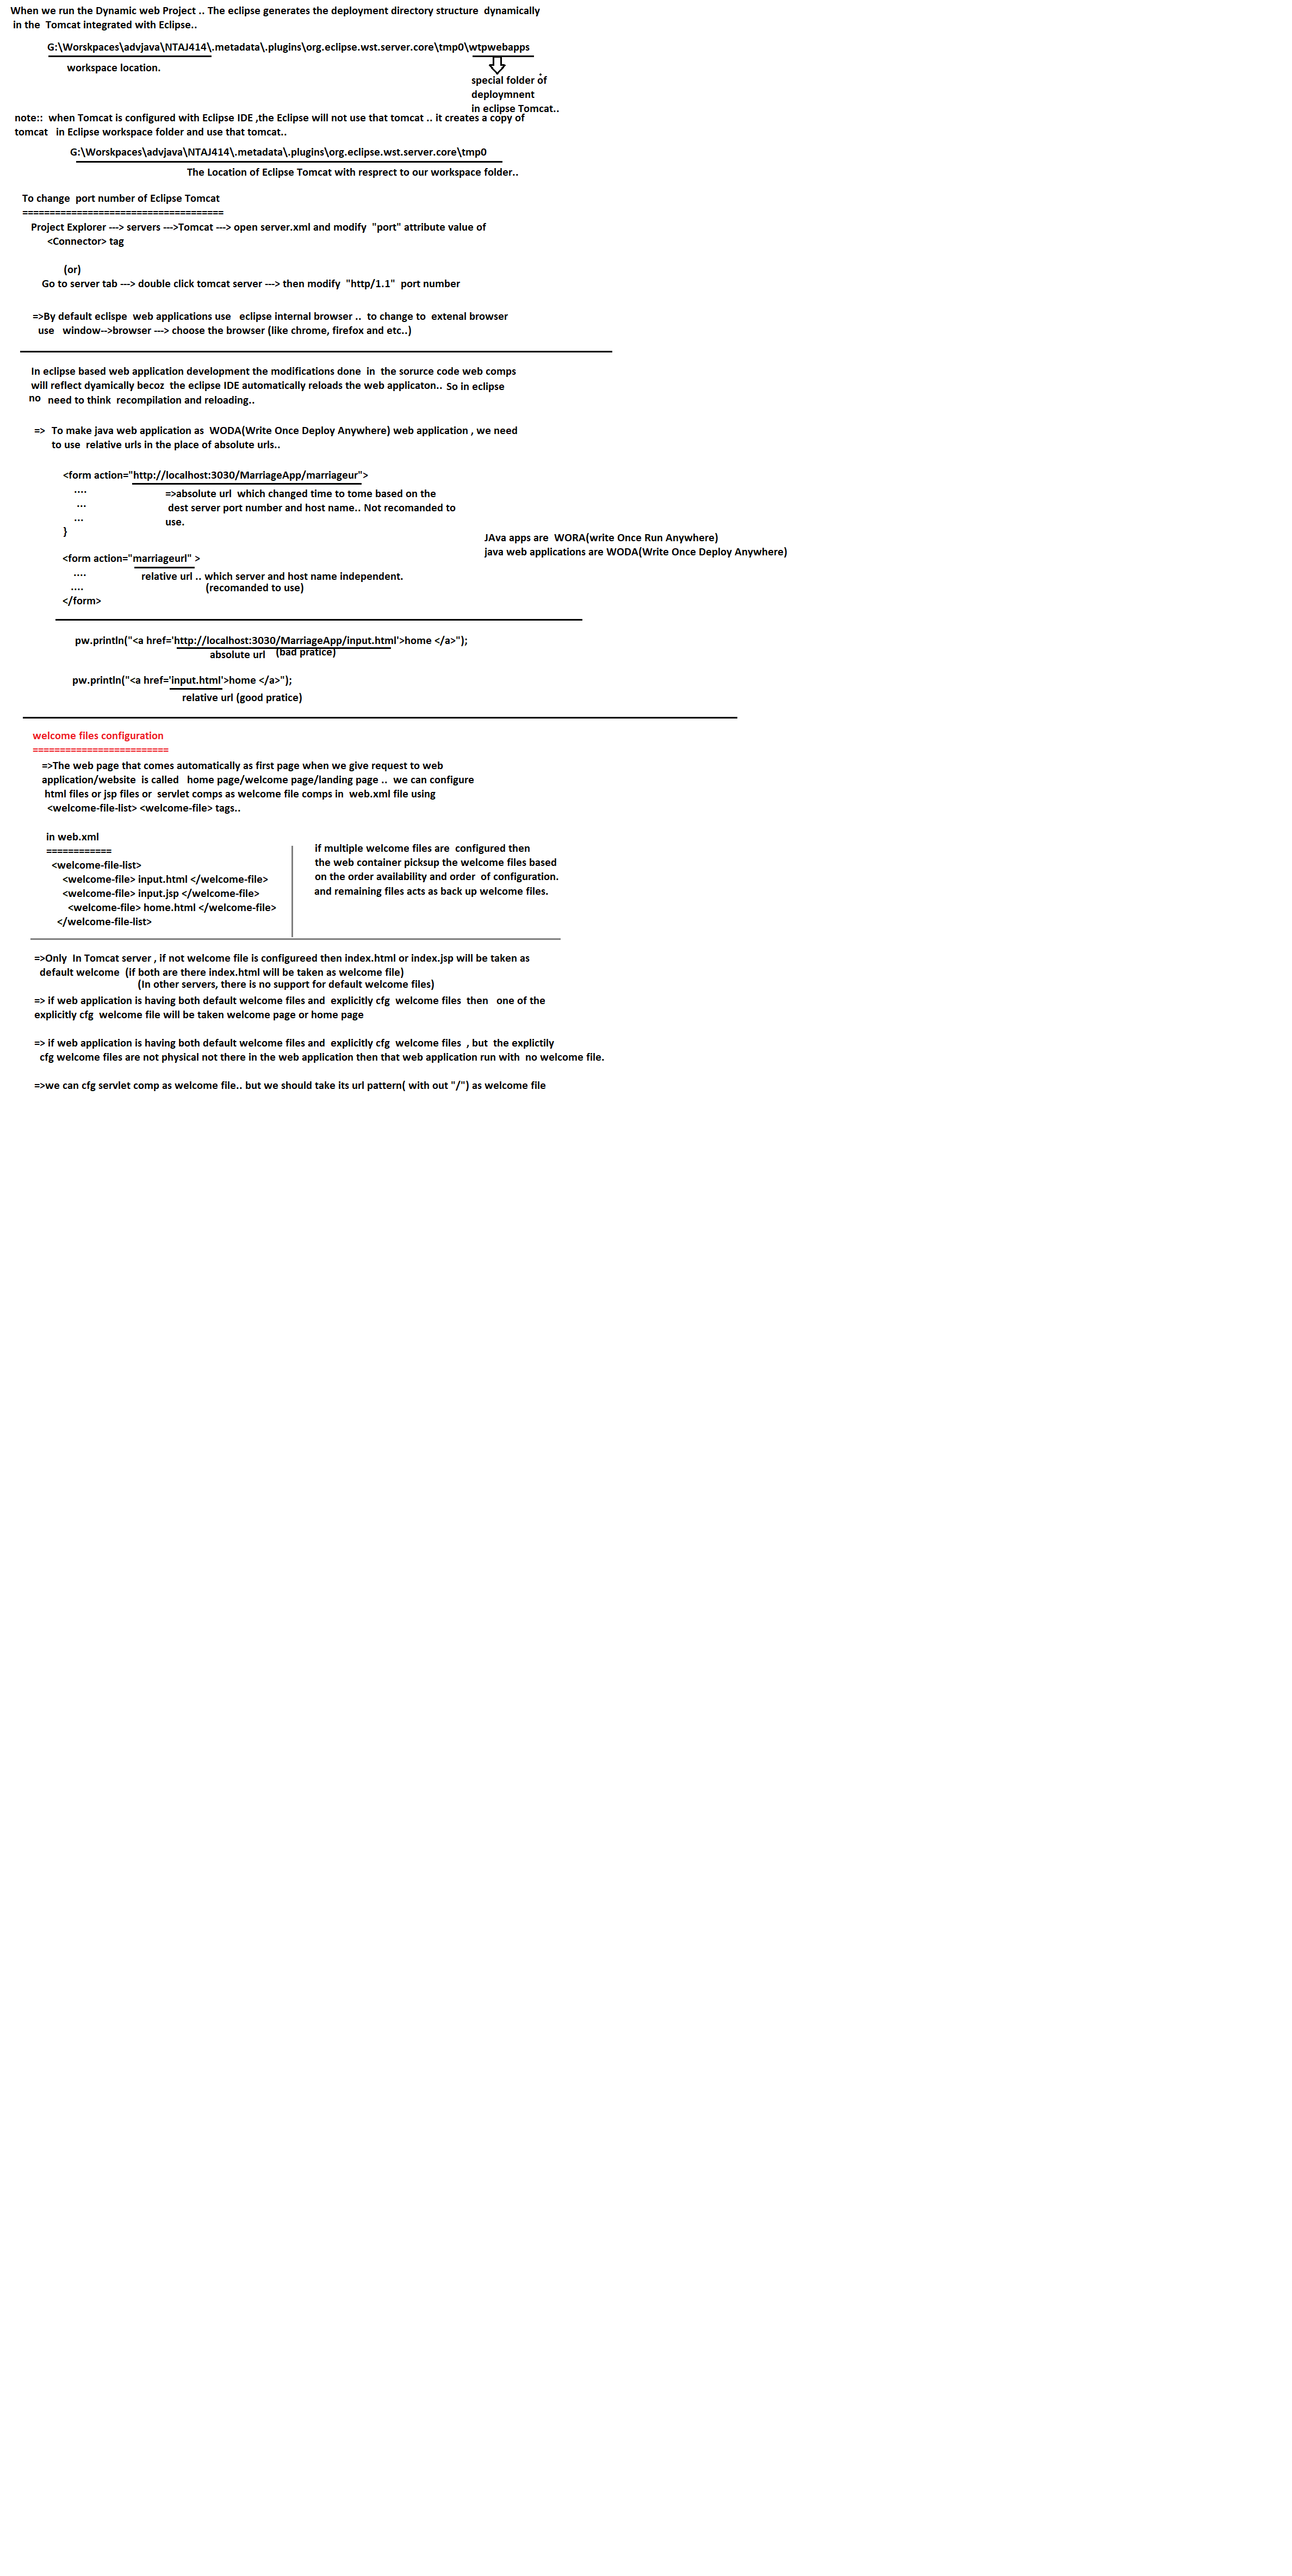 When we run the Dynamic web Project .. The eclipse generates the deployment directory structure  dynamically
in the  Tomcat integrated with Eclipse..
G:\Worskpaces\advjava\NTAJ414\.metadata\.plugins\org.eclipse.wst.server.core\tmp0\wtpwebapps
workspace location.
special folder of
deploymnent
in eclipse Tomcat..
note::  when Tomcat is configured with Eclipse IDE ,the Eclipse will not use that tomcat .. it creates a copy of
tomcat   in Eclipse workspace folder and use that tomcat..
G:\Worskpaces\advjava\NTAJ414\.metadata\.plugins\org.eclipse.wst.server.core\tmp0
The Location of Eclipse Tomcat with resprect to our workspace folder..
To change  port number of Eclipse Tomcat
=====================================
Project Explorer ---> servers --->Tomcat ---> open server.xml and modify  "port" attribute value of
<Connector> tag
(or)
Go to server tab ---> double click tomcat server ---> then modify  "http/1.1"  port number
=>By default eclispe  web applications use   eclipse internal browser ..  to change to  extenal browser
use   window-->browser ---> choose the browser (like chrome, firefox and etc..)
In eclipse based web application development the modifications done  in  the sorurce code web comps
will reflect dyamically becoz  the eclipse IDE automatically reloads the web applicaton.. So in eclipse
no need to think  recompilation and reloading..
=>  To make java web application as  WODA(Write Once Deploy Anywhere) web application , we need
to use  relative urls in the place of absolute urls..
<form action="http://localhost:3030/MarriageApp/marriageur">
....
...
...
}
=>absolute url  which changed time to tome based on the
dest server port number and host name.. Not recomanded to
use.
JAva apps are  WORA(write Once Run Anywhere)
java web applications are WODA(Write Once Deploy Anywhere)
<form action="marriageurl" >
....
....
</form>
relative url .. which server and host name independent.
(recomanded to use)
pw.println("<a href='http://localhost:3030/MarriageApp/input.html'>home </a>");
absolute url   (bad pratice)
pw.println("<a href='input.html'>home </a>");
relative url (good pratice)
welcome files configuration
=========================
=>The web page that comes automatically as first page when we give request to web
application/website  is called   home page/welcome page/landing page ..  we can configure
html files or jsp files or  servlet comps as welcome file comps in  web.xml file using
<welcome-file-list> <welcome-file> tags..
in web.xml
============
<welcome-file-list>
<welcome-file> input.html </welcome-file>
<welcome-file> input.jsp </welcome-file>
<welcome-file> home.html </welcome-file>
</welcome-file-list>
if multiple welcome files are  configured then
the web container picksup the welcome files based
on the order availability and order  of configuration.
and remaining files acts as back up welcome files.
=>Only  In Tomcat server , if not welcome file is configureed then index.html or index.jsp will be taken as
default welcome  (if both are there index.html will be taken as welcome file)
(In other servers, there is no support for default welcome files)
=> if web application is having both default welcome files and  explicitly cfg  welcome files  then   one of the
explicitly cfg  welcome file will be taken welcome page or home page
=> if web application is having both default welcome files and  explicitly cfg  welcome files  , but  the explictily
cfg welcome files are not physical not there in the web application then that web application run with  no welcome file.
=>we can cfg servlet comp as welcome file.. but we should take its url pattern( with out "/") as welcome file